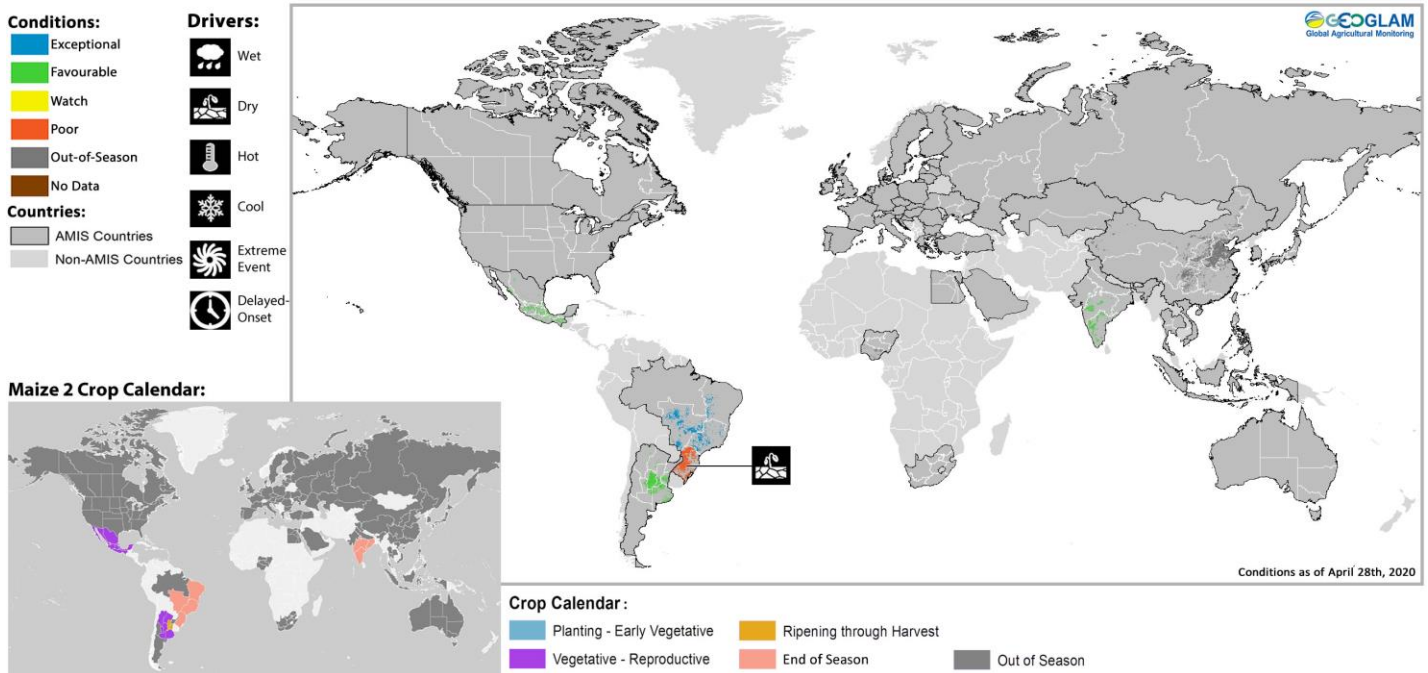 Conditions:
Exceptional
Favourable
Watch
Poor
Out-of-Season
No Data
Countries:
AMIS Countries
Non-AMIS Countries
Drivers:
Wet
Dry
Hot
Cool
Extreme
Event
Delayed-
Onset
GEOGLAM
Global Agricultural Monitoring
Conditions as of April 28th, 2020
Maize 2 Crop Calendar:
Crop Calendar :
Planting - Early Vegetative
Ripening through Harvest
Vegetative - Reproductive
End of Season
Out of Season